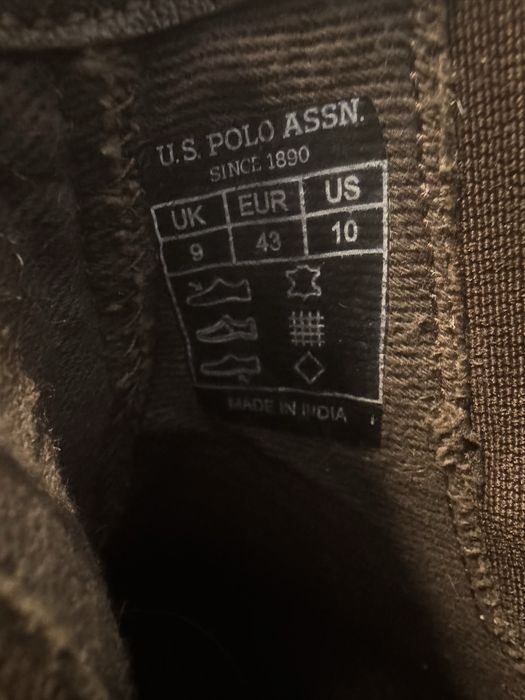 U.S. POLO ASSN.
SINCE 1890
UK EUR US
9 43 10
MADE IN INDIA